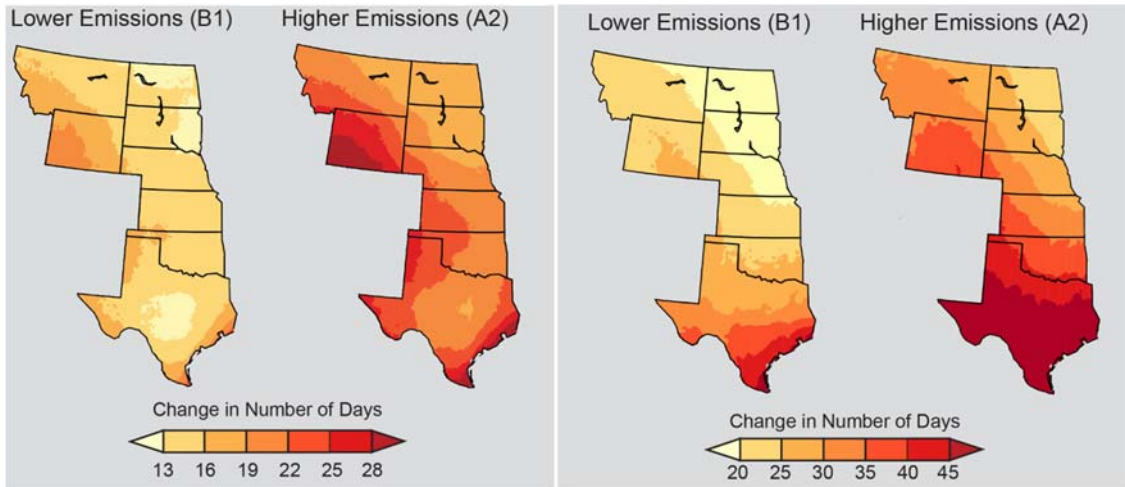 Lower Emissions (B1) Higher Emissions (A2)
Change in Number of Days
13 16 19 22 25 28
Lower Emissions (B1) Higher Emissions (A2)
Change in Number of Days
20 25 30 35 40 45